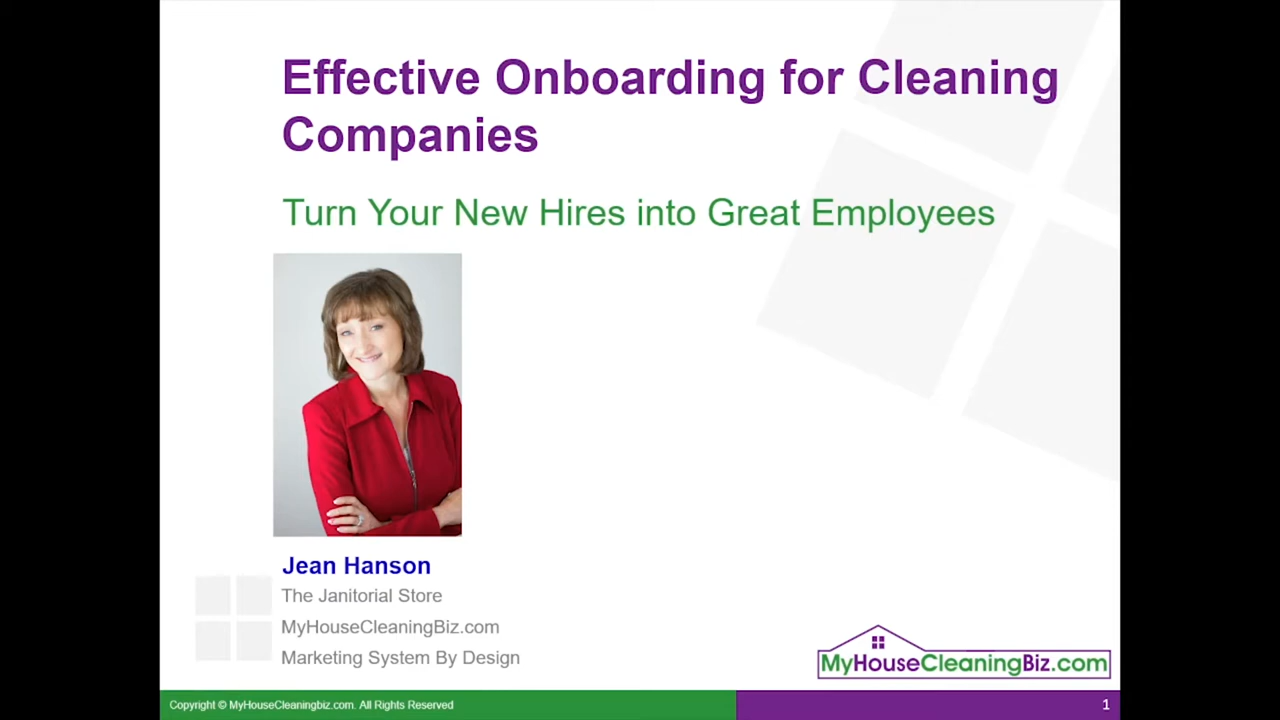 Effective Onboarding for Cleaning
Companies
Turn Your New Hires into Great Employees
Jean Hanson
The Janitorial Store
MyHouseCleaningBiz.com
Marketing System By Design
MyHouseCleaningBiz.com
Copyright © MyHouseCleaningbiz.com. All Rights Reserved
1